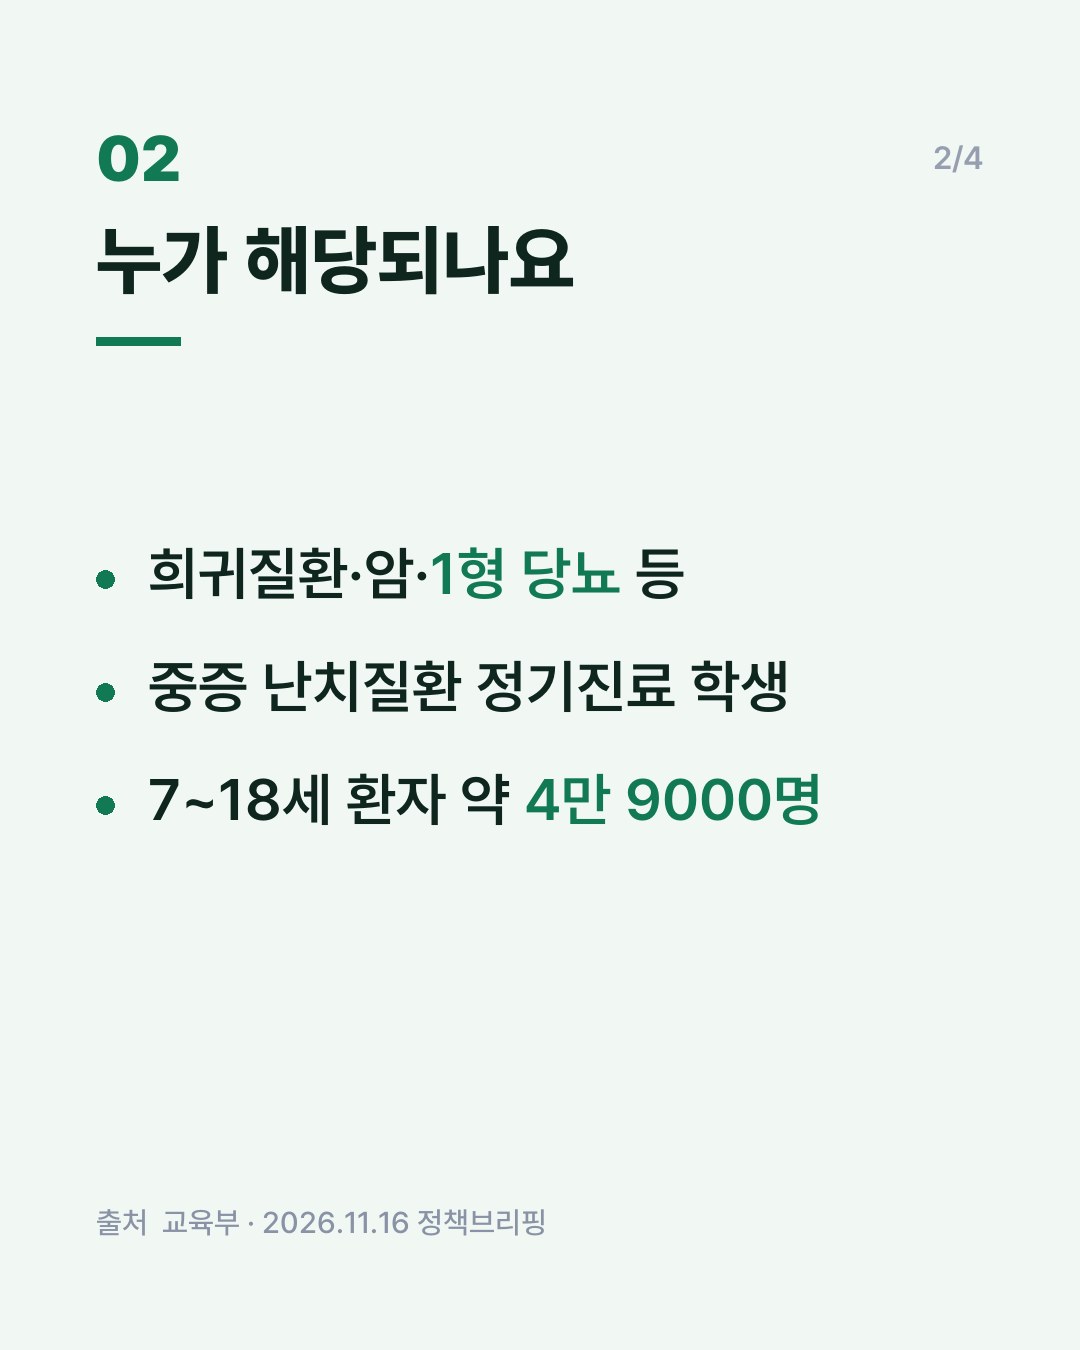 02
2/4
누가 해당되나요
희귀질환·암·1형 당뇨 등
중증 난치질환 정기진료 학생
7~18세 환자 약 4만 9000명
출처 교육부 · 2026.11.16 정책브리핑